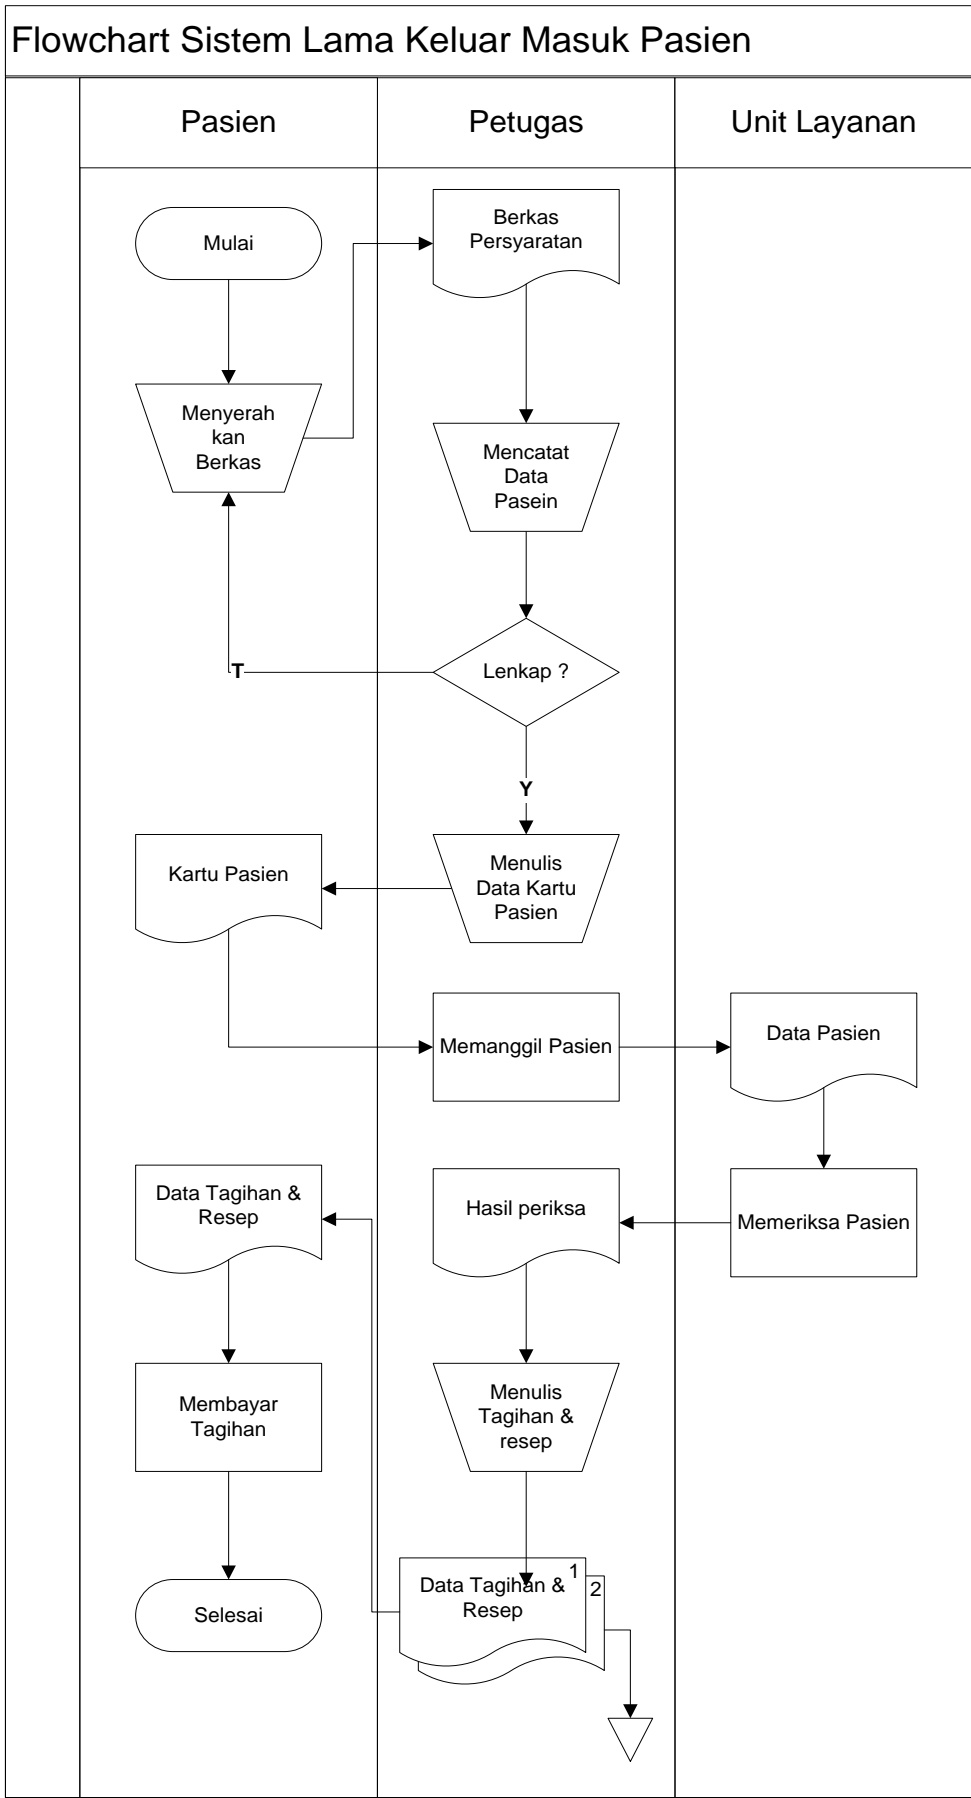 Flowchart Sistem Lama Keluar Masuk Pasien
Pasien
Petugas
Unit Layanan
Mulai
Berkas
Persyaratan
Menyerah
kan
Berkas
Mencatat
Data
Pasein
Lenkap ?
T
Y
Kartu Pasien
Menulis
Data Kartu
Pasien
Memanggil Pasien
Data Pasien
Data Tagihan &
Resep
Hasil periksa
Memeriksa Pasien
Membayar
Tagihan
Menulis
Tagihan &
resep
Selesai
Data Tagihan &
Resep
1
2